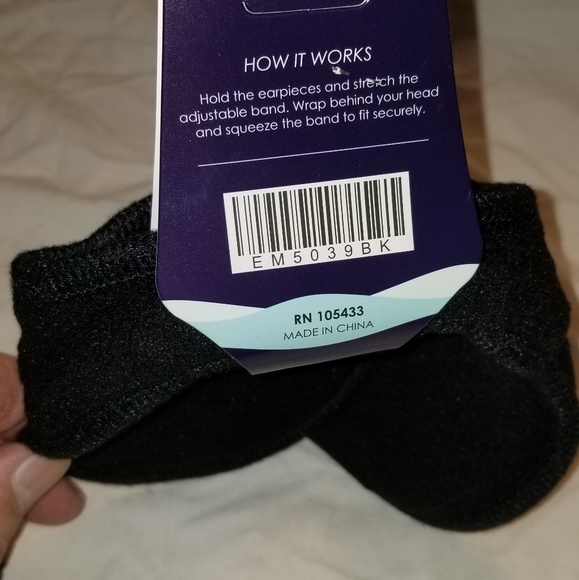 HOW IT WORKS
Hold the earpieces and stretch the
adjustable band. Wrap behind your head
and squeeze the band to fit securely.
EM5039BK
RN 105433
MADE IN CHINA